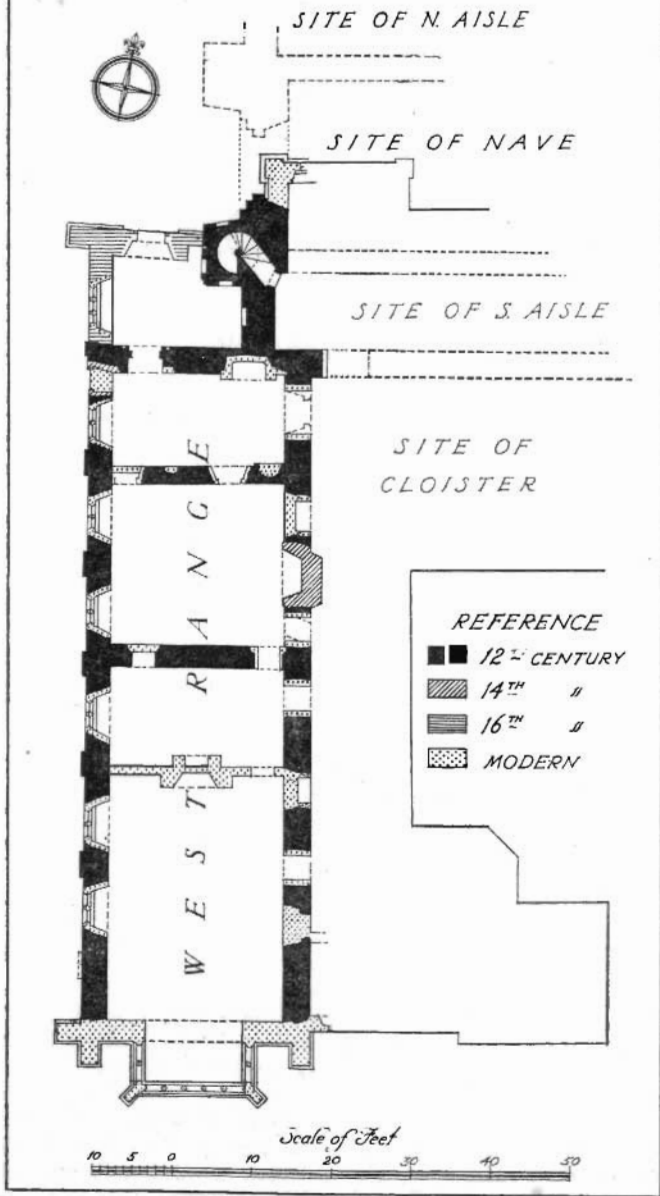 SITE OF N. AISLE
SITE OF NAVE
SITE OF S. AISLE
SITE OF
CLOISTER
WEST RANGE
REFERENCE
12TH CENTURY
14TH "
16TH "
MODERN
Scale of Feet
10 5 0 10 20 30 40 50